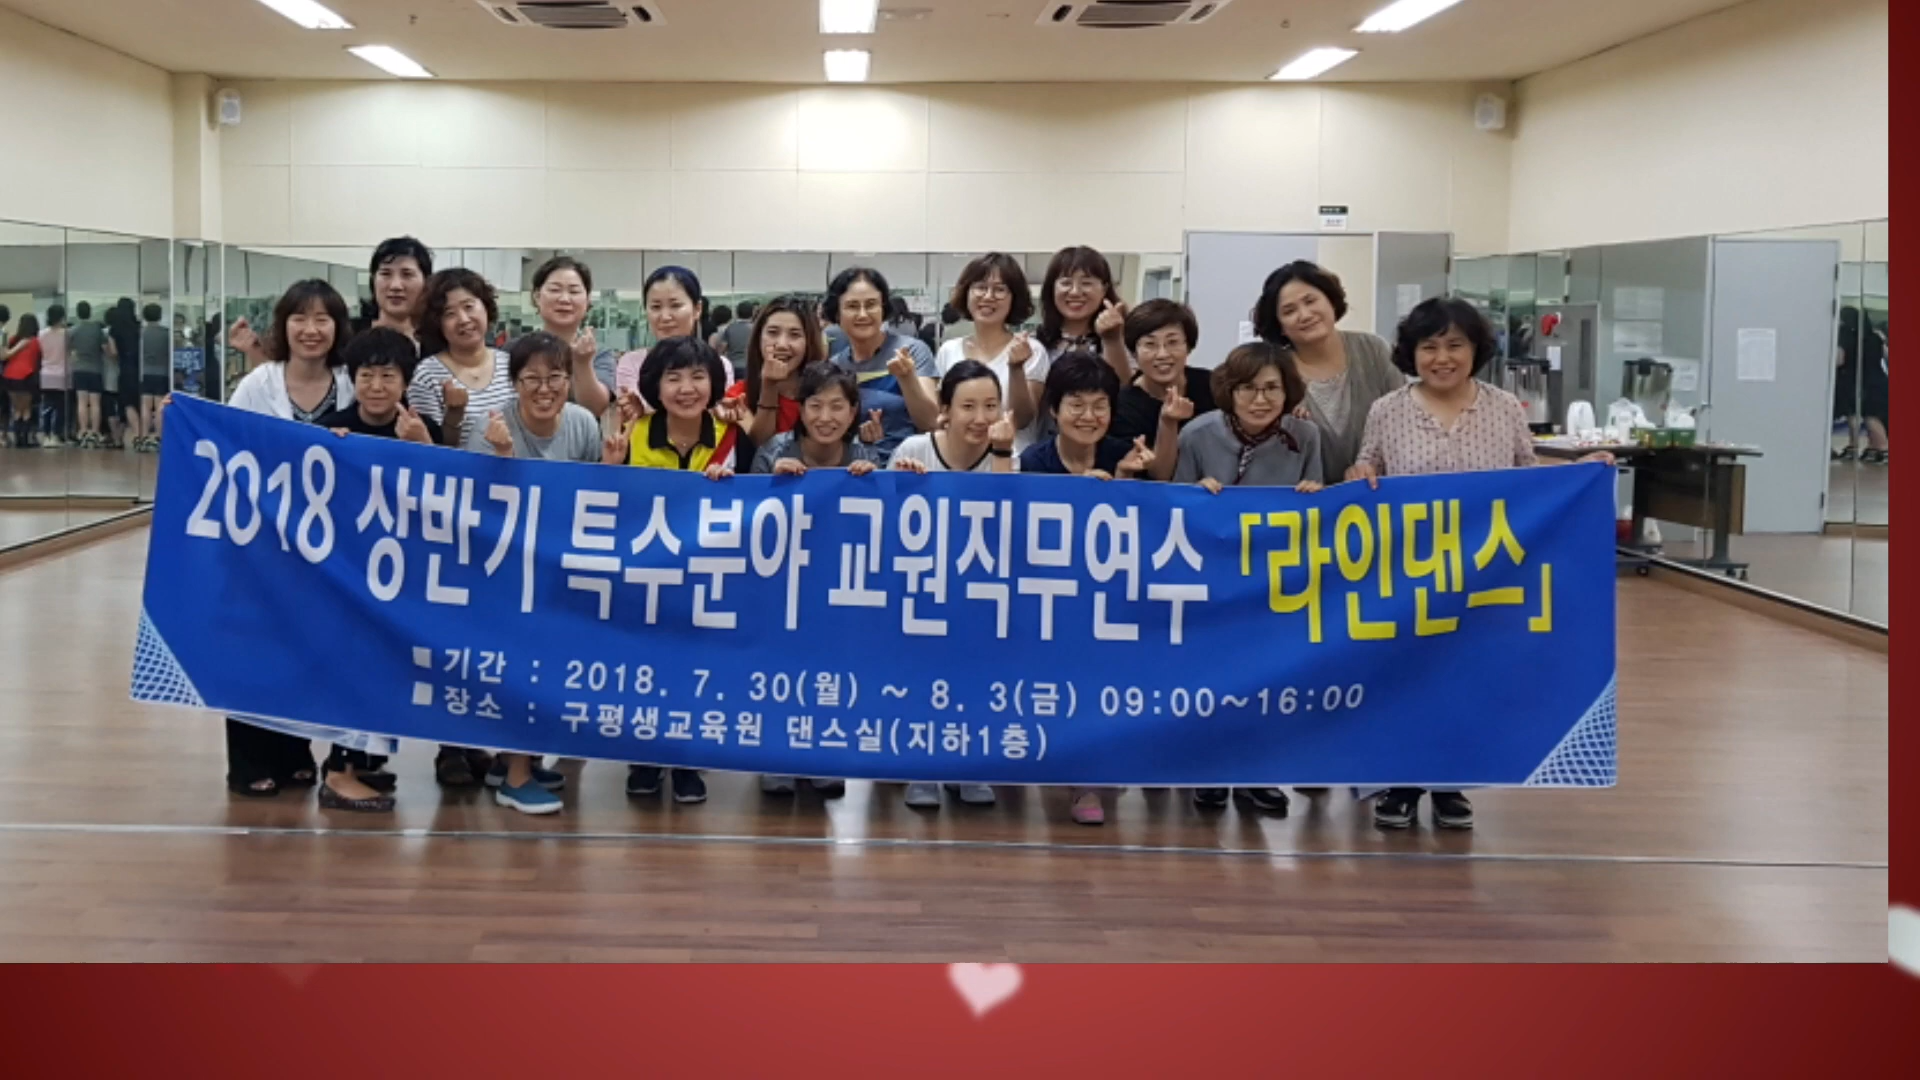 2018 상반기 특수분야 교원직무연수 「라인댄스」
■ 기간 : 2018. 7. 30(월) ~ 8. 3(금) 09:00~16:00
■ 장소 : 구평생교육원 댄스실(지하1층)